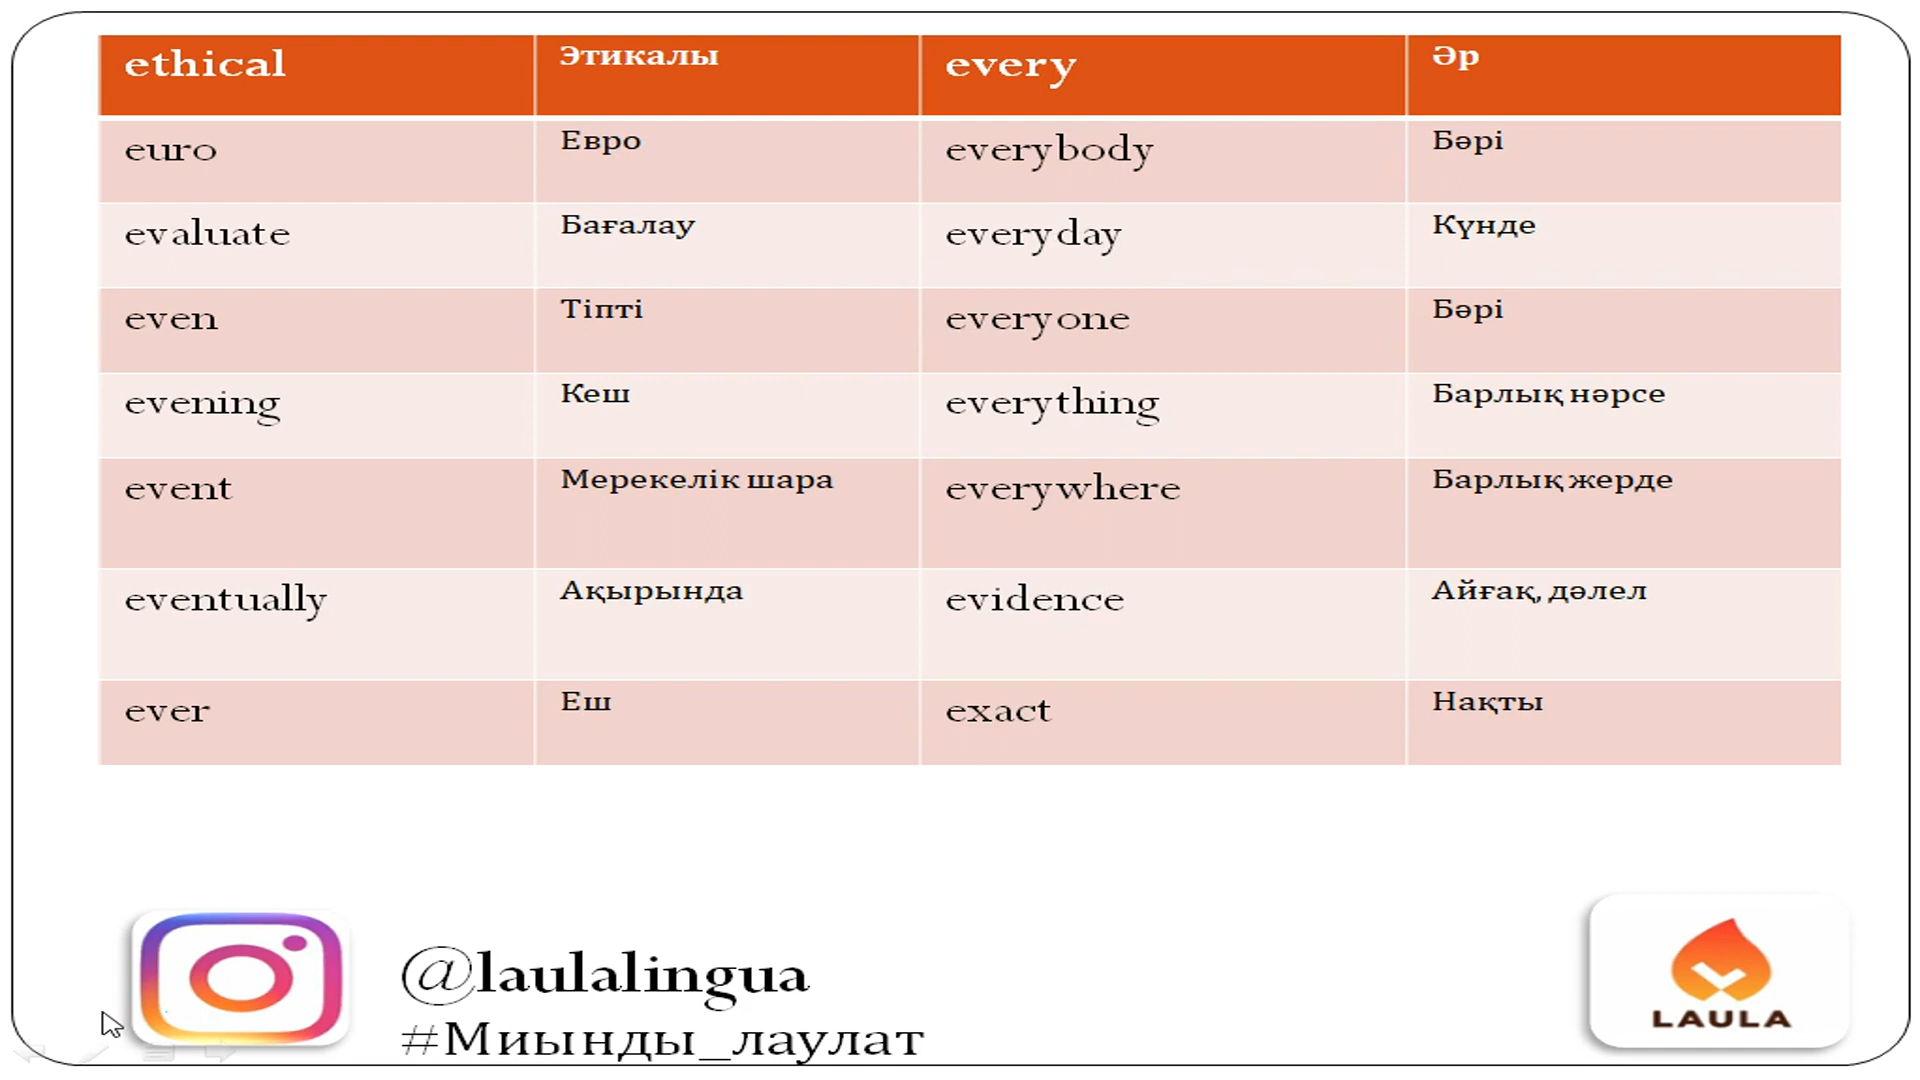 ethical Этикалы every Әр
euro Евро everybody Бәрі
evaluate Бағалау everyday Күнде
even Тіпті everyone Бәрі
evening Кеш everything Барлық нәрсе
event Мерекелік шара everywhere Барлық жерде
eventually Ақырында evidence Айғақ, дәлел
ever Еш exact Нақты
@laulalingua
#Миынды_лаулат
LAULA